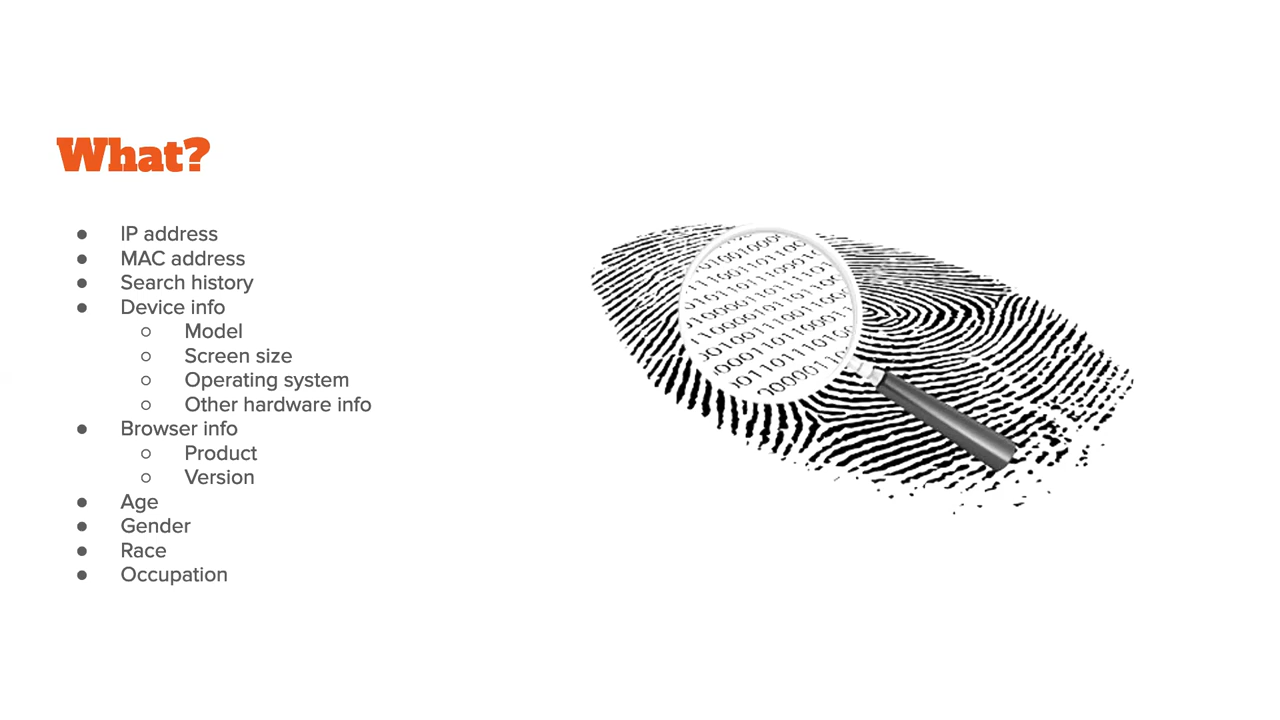 What?
● IP address
● MAC address
● Search history
● Device info
○ Model
○ Screen size
○ Operating system
○ Other hardware info
● Browser info
○ Product
○ Version
● Age
● Gender
● Race
● Occupation